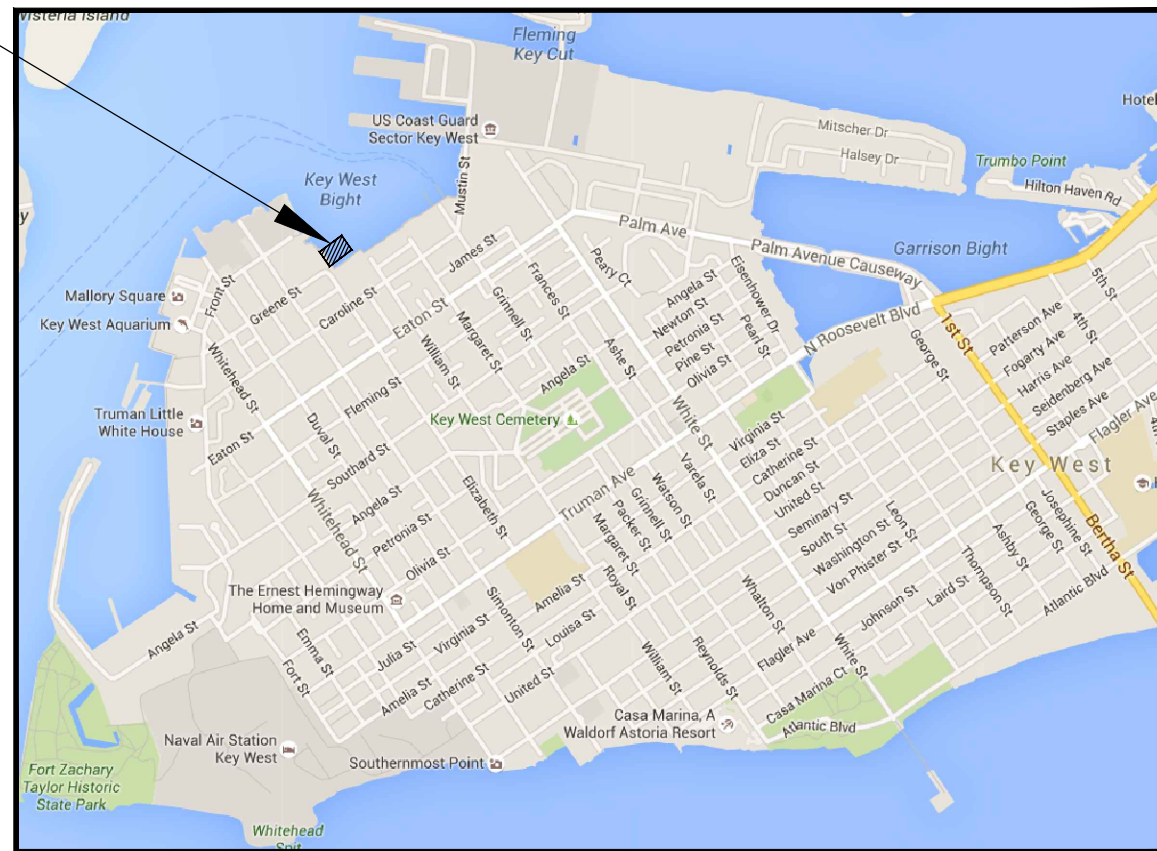 Wisteria Island
Fleming
Key Cut
Hotel
US Coast Guard
Sector Key West
Mitscher Dr
Halsey Dr
Trumbo Point
Hilton Haven Rd
Key West
Bight
Mustin St
Palm Ave
Palm Avenue Causeway
Garrison Bight
James St
Peary Ct
Eisenhower Dr
Mallory Square
Front St
Greene St
Caroline St
Eaton St
Grinnell St
Frances St
Angela St
Newton St
Petronia St
Pine St
Olivia St
Pearl St
N Roosevelt Blvd
1st St
5th St
4th St
Key West Aquarium
Whitehead St
William St
Margaret St
Ashe St
Angela St
George St
Patterson Ave
Fogarty Ave
Harris Ave
Seidenberg Ave
Staples Ave
Flagler Ave
4th
Truman Little
White House
Eaton St
Duval St
Fleming St
Southard St
Key West Cemetery
White St
Virginia St
Eliza St
Catherine St
Duncan St
United St
Seminary St
South St
Washington St
Von Phister St
Key West
Whitehead St
Angela St
Petronia St
Olivia St
Elizabeth St
Truman Ave
Varela St
Watson St
Grinnell St
Packer St
Margaret St
Royal St
Leon St
Josephine St
George St
Ashby St
Thompson St
Laird St
Johnson St
Atlantic Blvd
Bertha St
The Ernest Hemingway
Home and Museum
Angela St
Emma St
Fort St
Julia St
Virginia St
Amelia St
Catherine St
Simonton St
Amelia St
Louisa St
United St
William St
Reynolds St
Whalton St
Flagler Ave
White St
Casa Marina Ct
Atlantic Blvd
Casa Marina, A
Waldorf Astoria Resort
Naval Air Station
Key West
Southernmost Point
Fort Zachary
Taylor Historic
State Park
Whitehead
Spit